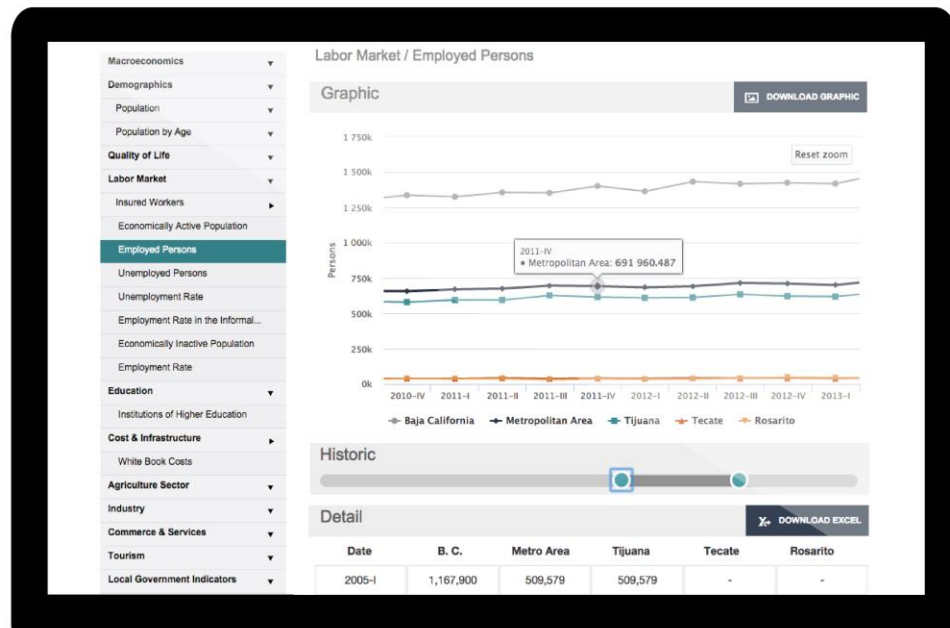 Macroeconomics
Demographics
Population
Population by Age
Quality of Life
Labor Market
Insured Workers
Economically Active Population
Employed Persons
Unemployed Persons
Unemployment Rate
Employment Rate in the Informal...
Economically Inactive Population
Employment Rate
Education
Institutions of Higher Education
Cost & Infrastructure
White Book Costs
Agriculture Sector
Industry
Commerce & Services
Tourism
Local Government Indicators
Labor Market / Employed Persons
Graphic
DOWNLOAD GRAPHIC
Reset zoom
Persons
1 750k
1 500k
1 250k
1 000k
750k
500k
250k
0k
2011-IV
Metropolitan Area: 691 960.487
2010-IV 2011-I 2011-II 2011-III 2011-IV 2012-I 2012-II 2012-III 2012-IV 2013-I
Baja California Metropolitan Area Tijuana Tecate Rosarito
Historic
Detail
DOWNLOAD EXCEL
Date B. C. Metro Area Tijuana Tecate Rosarito
2005-I 1,167,900 509,579 509,579 - -